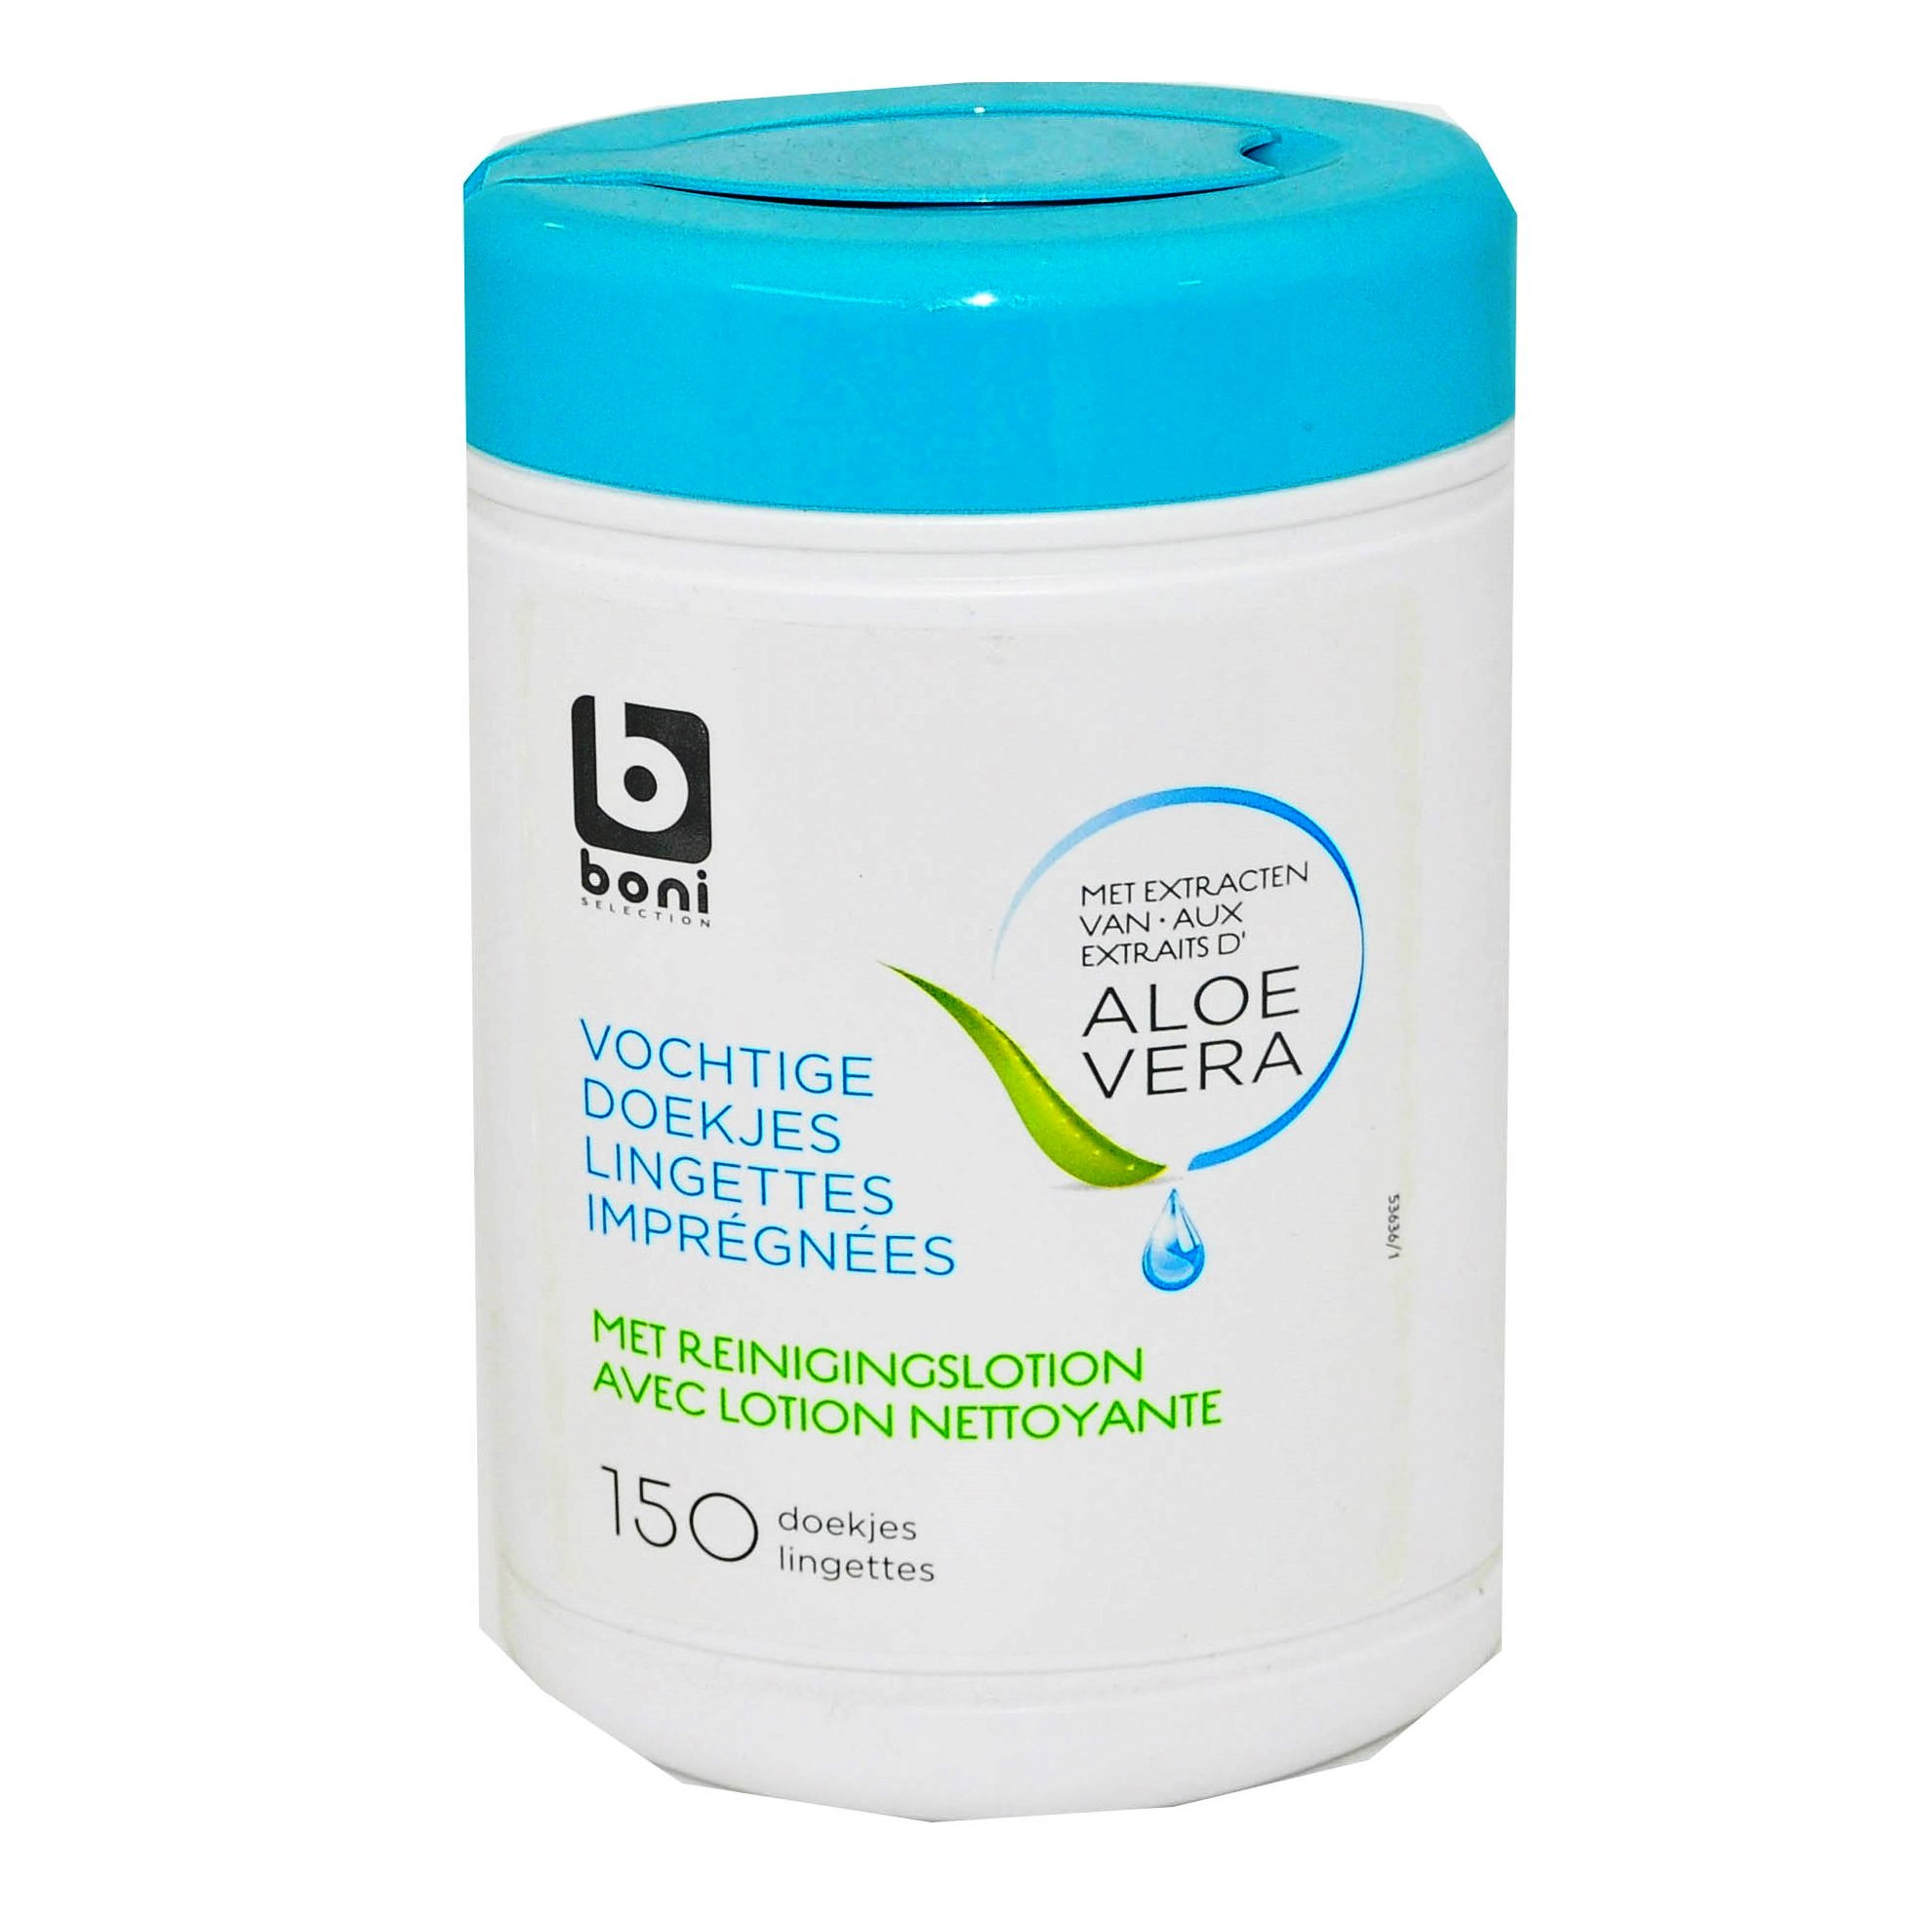 b
boni
SELECTION
MET EXTRACTEN
VAN • AUX
EXTRAITS D'
ALOE
VERA
VOCHTIGE
DOEKJES
LINGETTES
IMPRÉGNÉES
53636/1
MET REINIGINGSLOTION
AVEC LOTION NETTOYANTE
150 doekjes
lingettes